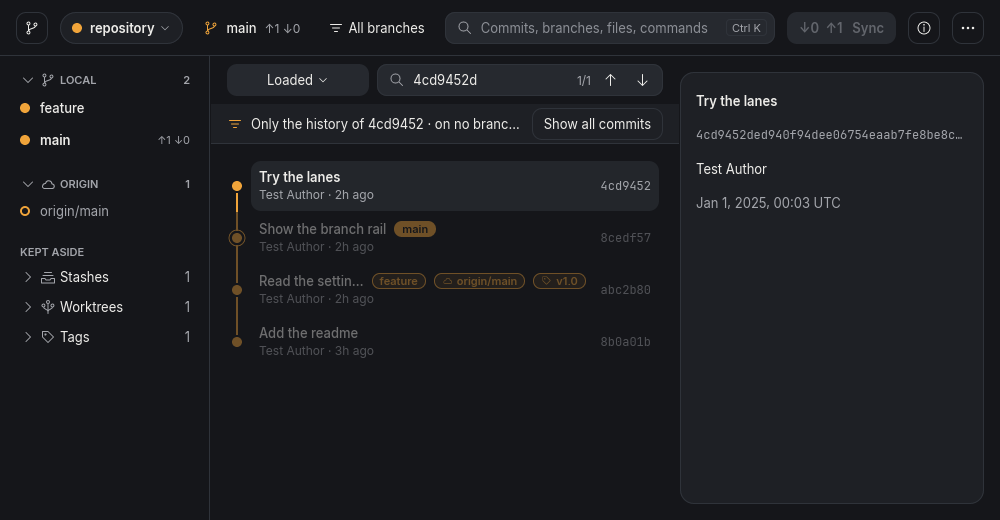 repository
main ↑1 ↓0
All branches
Commits, branches, files, commands Ctrl K
↓0 ↑1 Sync
LOCAL 2
feature
main ↑1 ↓0
ORIGIN 1
origin/main
KEPT ASIDE
Stashes 1
Worktrees 1
Tags 1
Loaded
4cd9452d 1/1 ↑ ↓
Only the history of 4cd9452 · on no branc...
Show all commits
Try the lanes
Test Author · 2h ago
4cd9452
Show the branch rail main
Test Author · 2h ago
8cedf57
Read the settin... feature origin/main v1.0
Test Author · 2h ago
abc2b80
Add the readme
Test Author · 3h ago
8b0a01b
Try the lanes
4cd9452ded940f94dee06754eaab7fe8be8c...
Test Author
Jan 1, 2025, 00:03 UTC